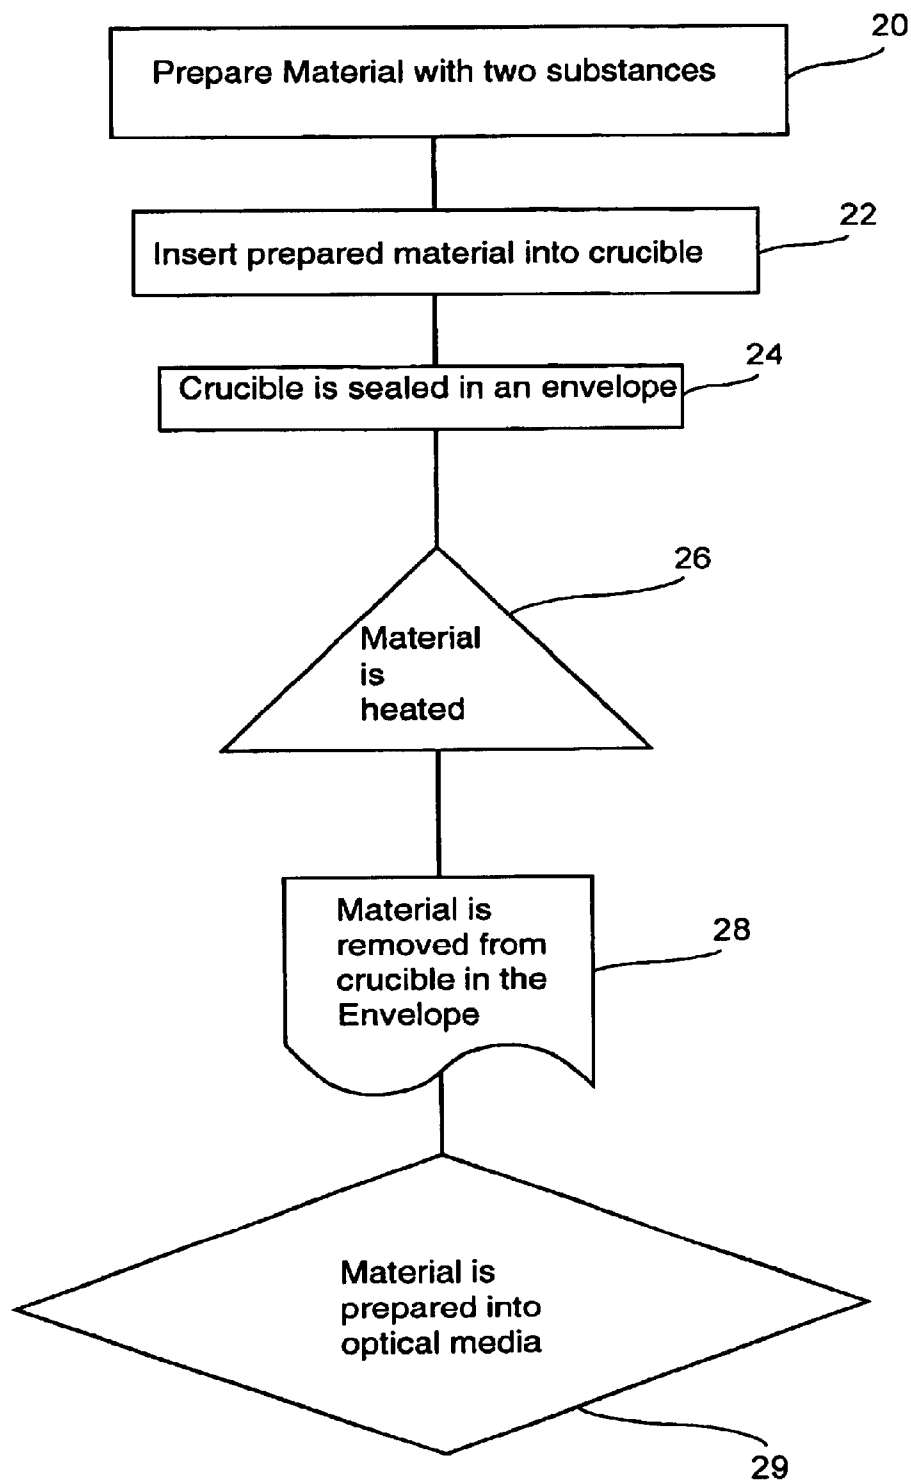 20
Prepare Material with two substances
22
Insert prepared material into crucible
24
Crucible is sealed in an envelope
26
Material
is
heated
Material is
removed from
crucible in the
Envelope
28
Material is
prepared into
optical media
29